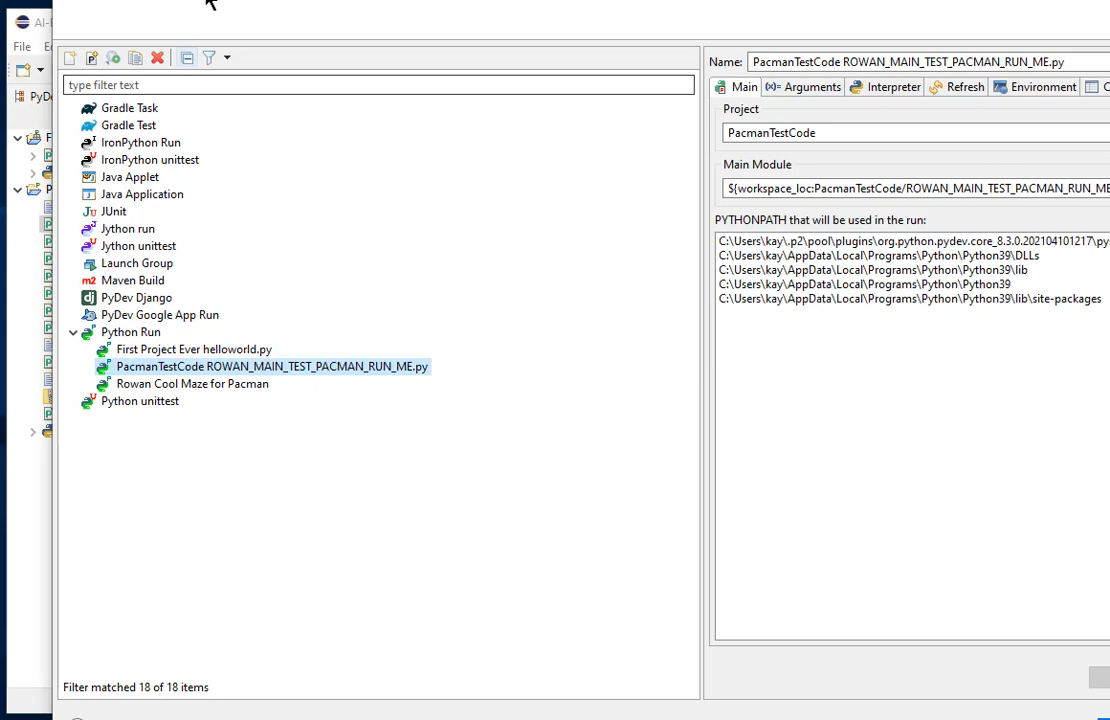 AI-
File
PyDe
F
P
type filter text
Gradle Task
Gradle Test
IronPython Run
IronPython unittest
Java Applet
Java Application
JUnit
Jython run
Jython unittest
Launch Group
Maven Build
PyDev Django
PyDev Google App Run
Python Run
First Project Ever helloworld.py
PacmanTestCode ROWAN_MAIN_TEST_PACMAN_RUN_ME.py
Rowan Cool Maze for Pacman
Python unittest
Filter matched 18 of 18 items
Name: PacmanTestCode ROWAN_MAIN_TEST_PACMAN_RUN_ME.py
Main Arguments Interpreter Refresh Environment
Project
PacmanTestCode
Main Module
${workspace_loc:PacmanTestCode/ROWAN_MAIN_TEST_PACMAN_RUN_ME
PYTHONPATH that will be used in the run:
C:\Users\kay\.p2\pool\plugins\org.python.pydev.core_8.3.0.202104101217\pys
C:\Users\kay\AppData\Local\Programs\Python\Python39\DLLs
C:\Users\kay\AppData\Local\Programs\Python\Python39\lib
C:\Users\kay\AppData\Local\Programs\Python\Python39
C:\Users\kay\AppData\Local\Programs\Python\Python39\lib\site-packages